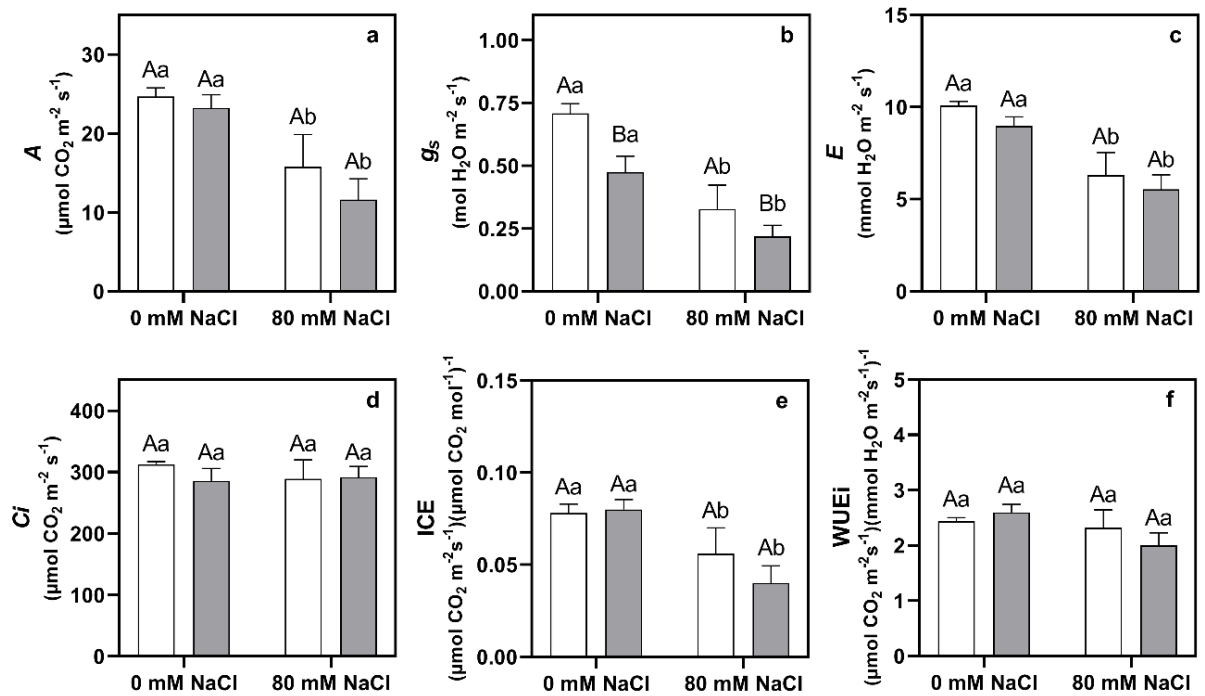 a
A
(μmol CO₂ m⁻² s⁻¹)
30
20
10
0
Aa
Aa
Ab
Ab
0 mM NaCl
80 mM NaCl
b
gs
(mol H₂O m⁻² s⁻¹)
1.00
0.75
0.50
0.25
0.00
Aa
Ba
Ab
Bb
0 mM NaCl
80 mM NaCl
c
E
(mmol H₂O m⁻² s⁻¹)
15
10
5
0
Aa
Aa
Ab
Ab
0 mM NaCl
80 mM NaCl
d
Ci
(μmol CO₂ m⁻² s⁻¹)
400
300
200
100
0
Aa
Aa
Aa
Aa
0 mM NaCl
80 mM NaCl
e
ICE
(μmol CO₂ m⁻²s⁻¹)(μmol CO₂ mol⁻¹)⁻¹
0.15
0.10
0.05
0.00
Aa
Aa
Ab
Ab
0 mM NaCl
80 mM NaCl
f
WUEi
(μmol CO₂ m⁻²s⁻¹)(mmol H₂O m⁻²s⁻¹)⁻¹
5
4
3
2
1
0
Aa
Aa
Aa
Aa
0 mM NaCl
80 mM NaCl